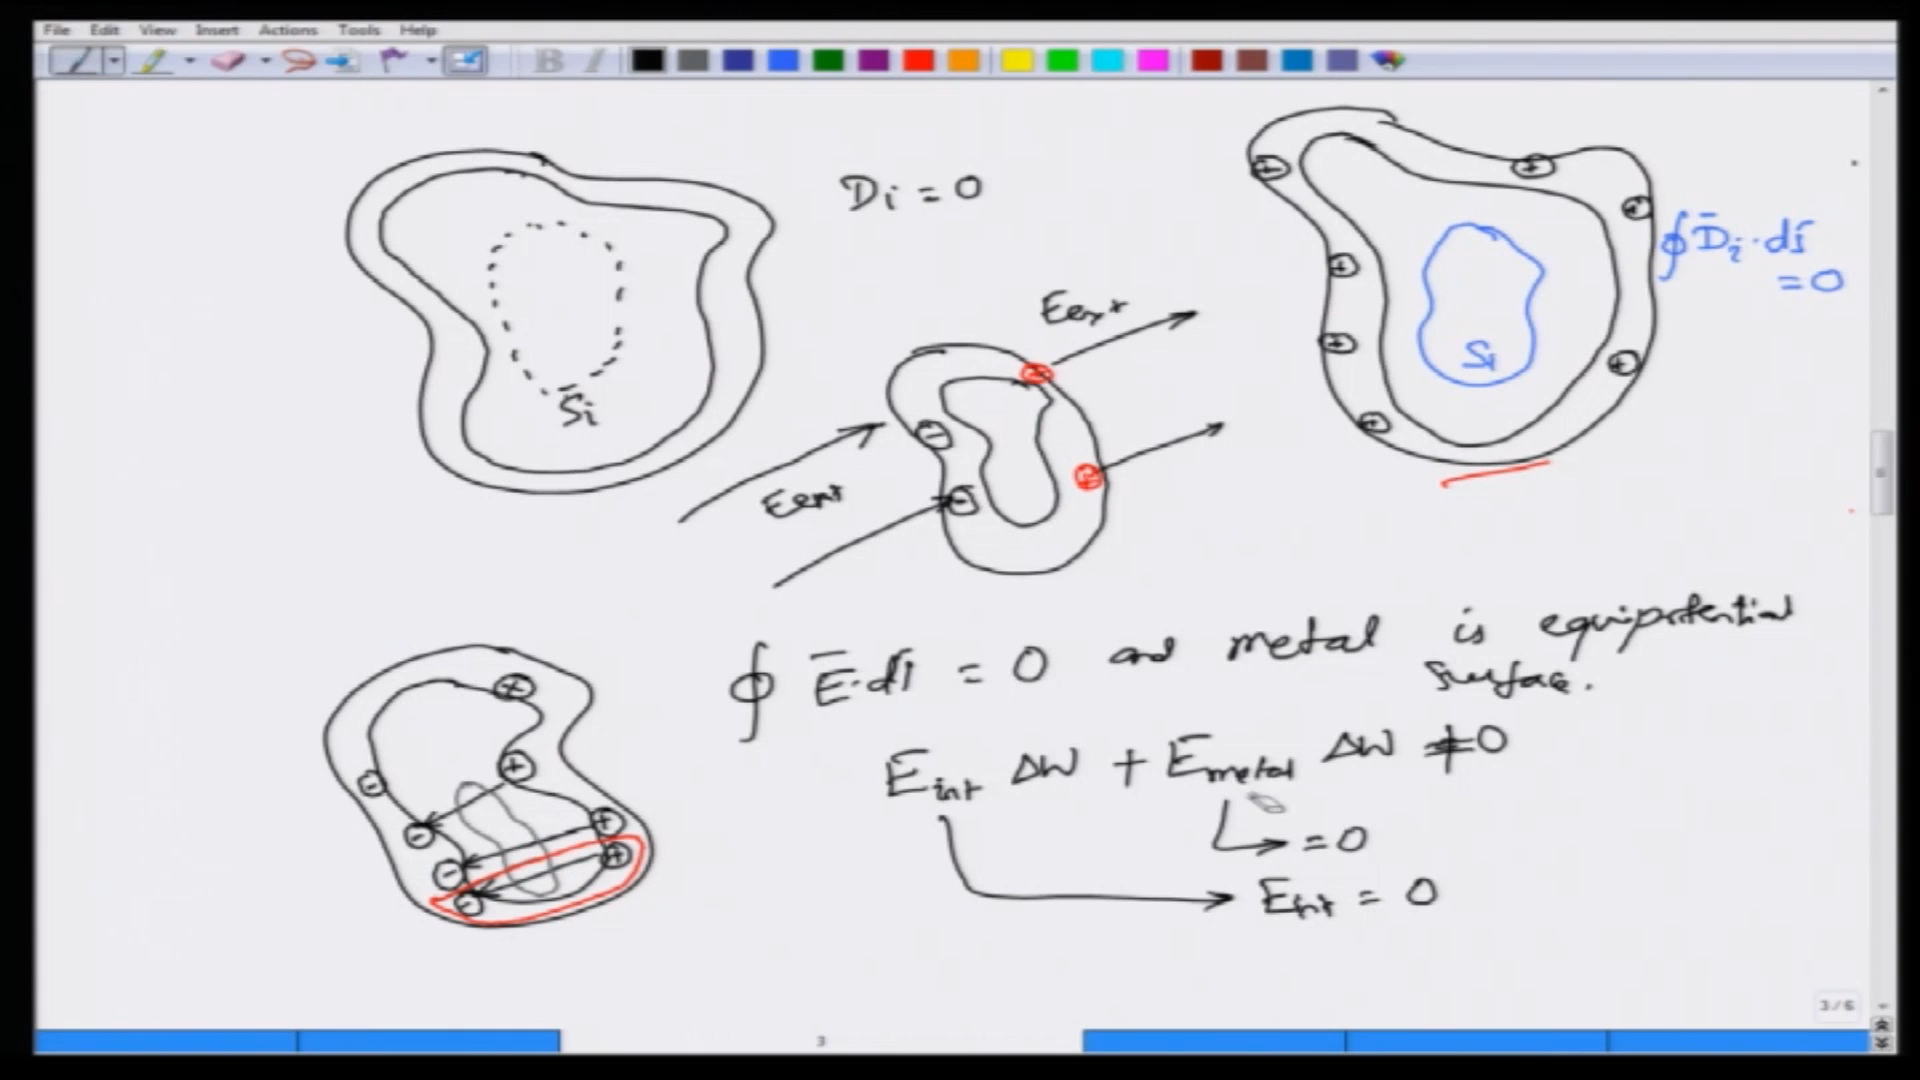 File Edit View Insert Actions Tools Help
B I
Di = 0
∮ D̄i · ds̄
= 0
Si
Eext
Si
Eext
∮ Ē·dl̄ = 0 and metal is equipotential
surface.
Eint ΔW + Emetal ΔW ≠ 0
= 0
Eint = 0
3/6
3